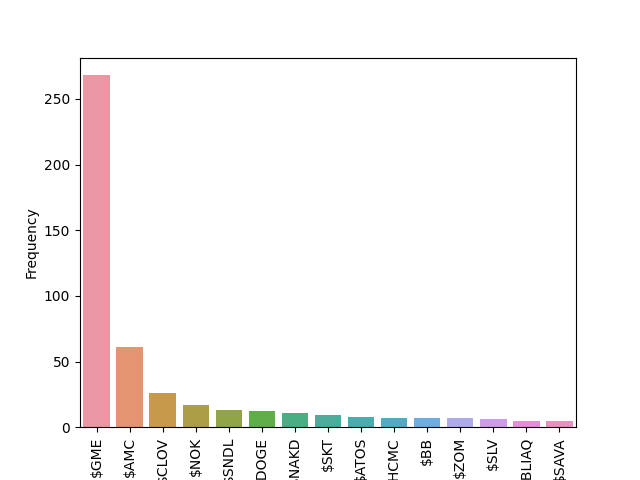 Frequency
250
200
150
100
50
0
$GME
$AMC
$CLOV
$NOK
$SNDL
DOGE
NAKD
$SKT
$ATOS
HCMC
$BB
$ZOM
$SLV
BLIAQ
$SAVA